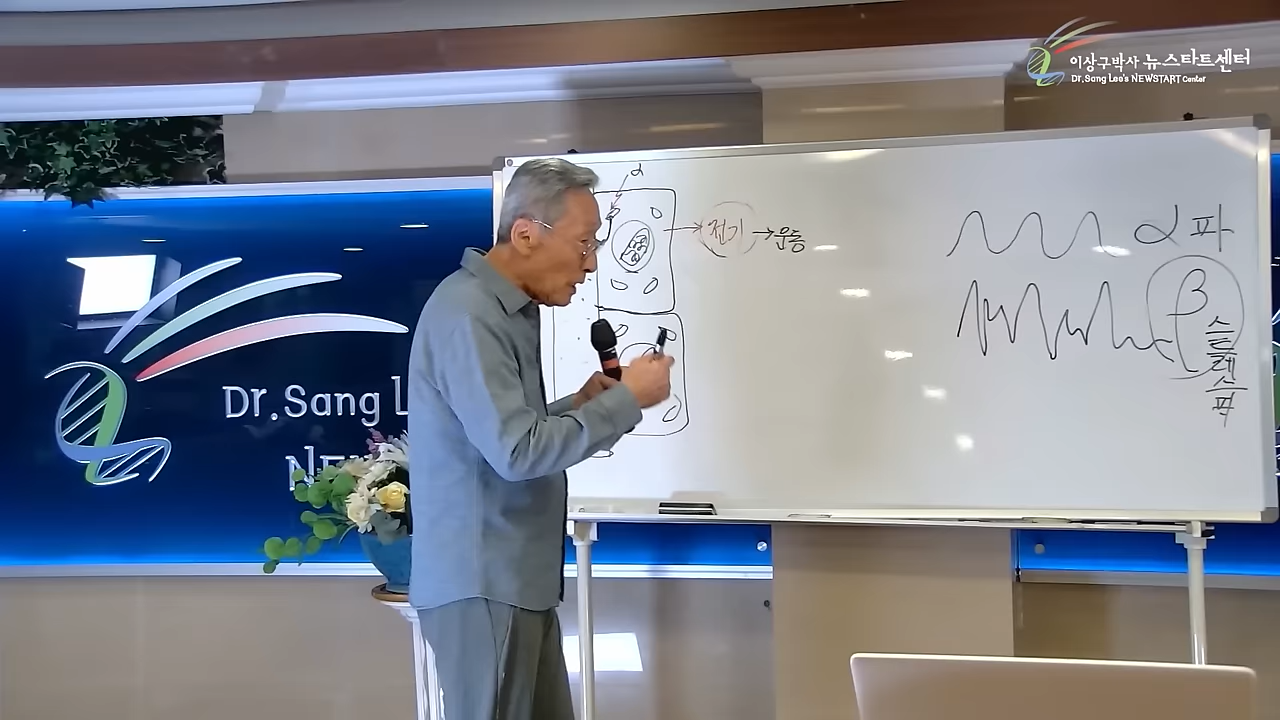 이상구박사 뉴스타트센터
Dr.Sang Lee's NEWSTART Center
α
전기 → 운동
α 파
β
스트레스파
Dr.Sang L
NEW